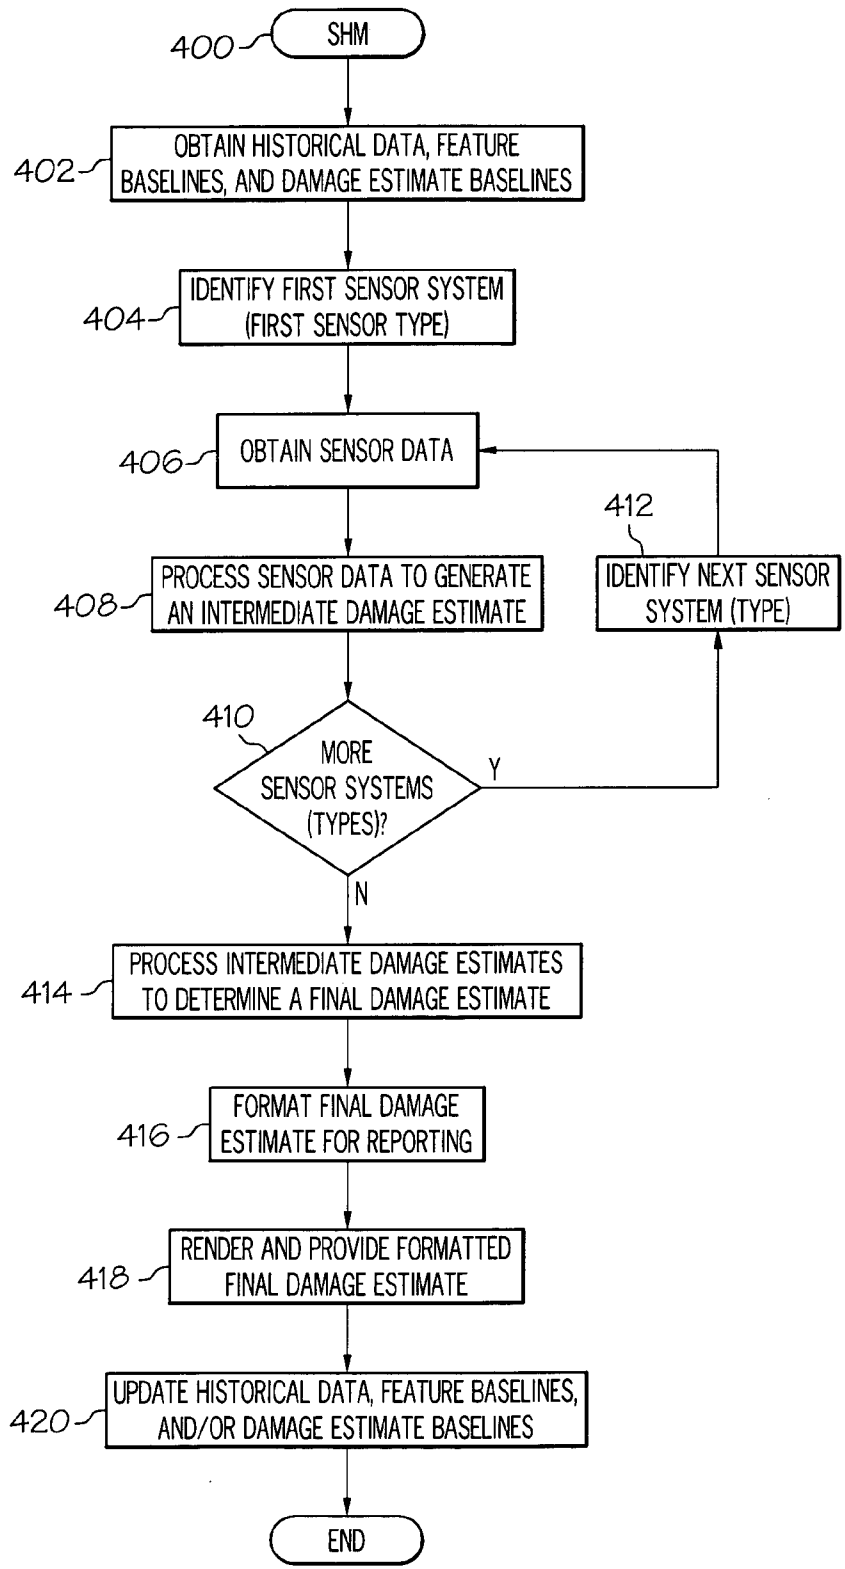 SHM
400
OBTAIN HISTORICAL DATA, FEATURE
BASELINES, AND DAMAGE ESTIMATE BASELINES
402
IDENTIFY FIRST SENSOR SYSTEM
(FIRST SENSOR TYPE)
404
OBTAIN SENSOR DATA
406
412
PROCESS SENSOR DATA TO GENERATE
AN INTERMEDIATE DAMAGE ESTIMATE
408
IDENTIFY NEXT SENSOR
SYSTEM (TYPE)
410
MORE
SENSOR SYSTEMS
(TYPES)?
Y
N
PROCESS INTERMEDIATE DAMAGE ESTIMATES
TO DETERMINE A FINAL DAMAGE ESTIMATE
414
FORMAT FINAL DAMAGE
ESTIMATE FOR REPORTING
416
RENDER AND PROVIDE FORMATTED
FINAL DAMAGE ESTIMATE
418
UPDATE HISTORICAL DATA, FEATURE BASELINES,
AND/OR DAMAGE ESTIMATE BASELINES
420
END